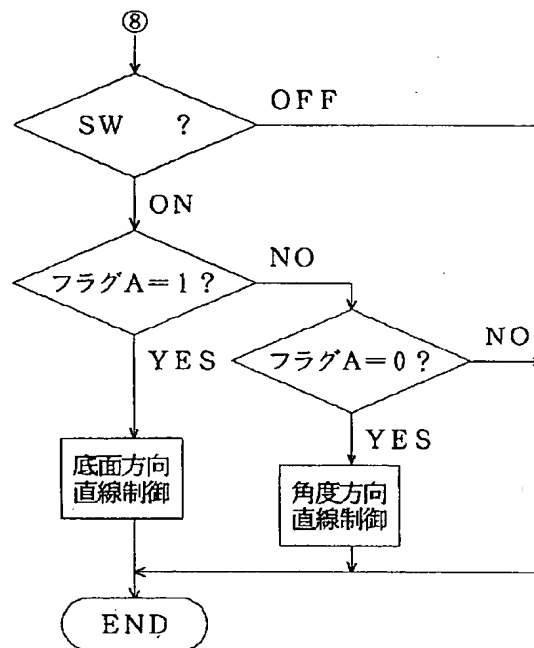 ⑧
SW ?
OFF
ON
フラグA=1?
NO
YES
フラグA=0?
NO
YES
底面方向
直線制御
角度方向
直線制御
END